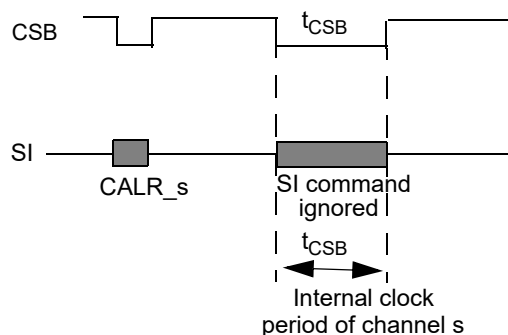 CSB
tCSB
SI
CALR_s
SI command
ignored
tCSB
Internal clock
period of channel s